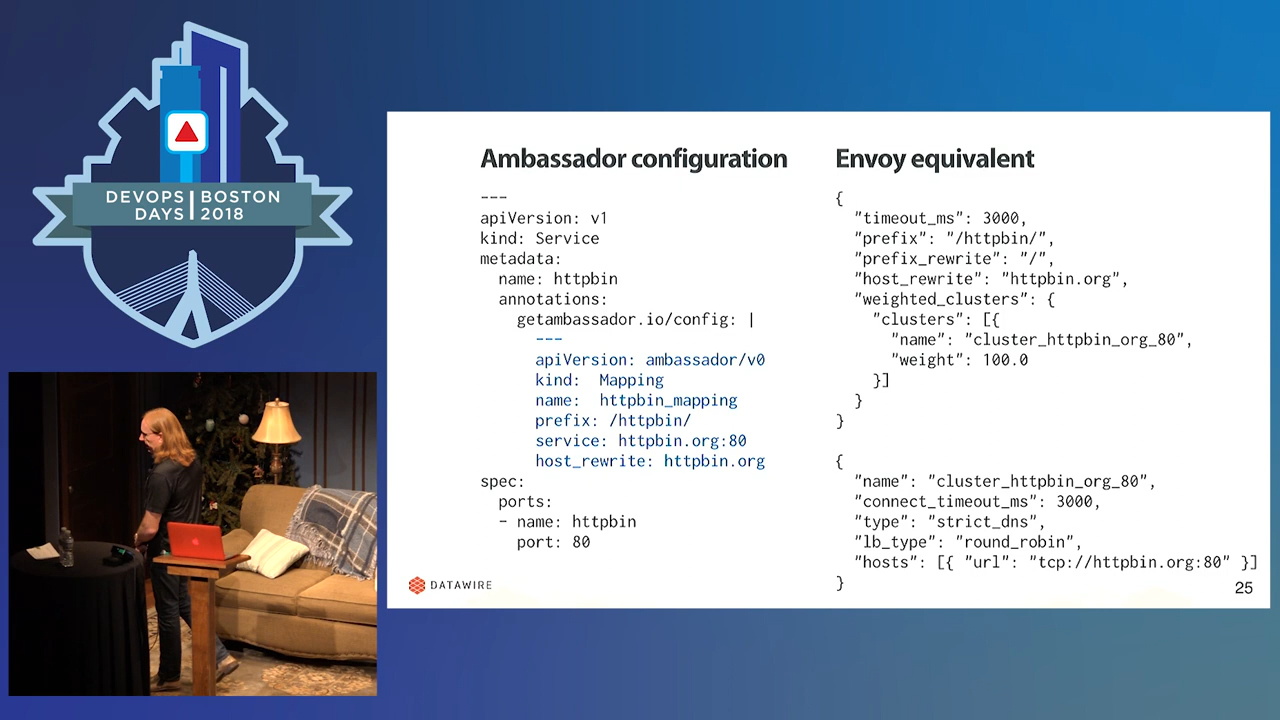 DEVOPS BOSTON
DAYS 2018
Ambassador configuration
---
apiVersion: v1
kind: Service
metadata:
  name: httpbin
  annotations:
    getambassador.io/config: |
      ---
      apiVersion: ambassador/v0
      kind:  Mapping
      name:  httpbin_mapping
      prefix: /httpbin/
      service: httpbin.org:80
      host_rewrite: httpbin.org
spec:
  ports:
  - name: httpbin
    port: 80
Envoy equivalent
{
  "timeout_ms": 3000,
  "prefix": "/httpbin/",
  "prefix_rewrite": "/",
  "host_rewrite": "httpbin.org",
  "weighted_clusters": {
    "clusters": [{
      "name": "cluster_httpbin_org_80",
      "weight": 100.0
    }]
  }
}
{
  "name": "cluster_httpbin_org_80",
  "connect_timeout_ms": 3000,
  "type": "strict_dns",
  "lb_type": "round_robin",
  "hosts": [{ "url": "tcp://httpbin.org:80" }]
}
DATAWIRE
25